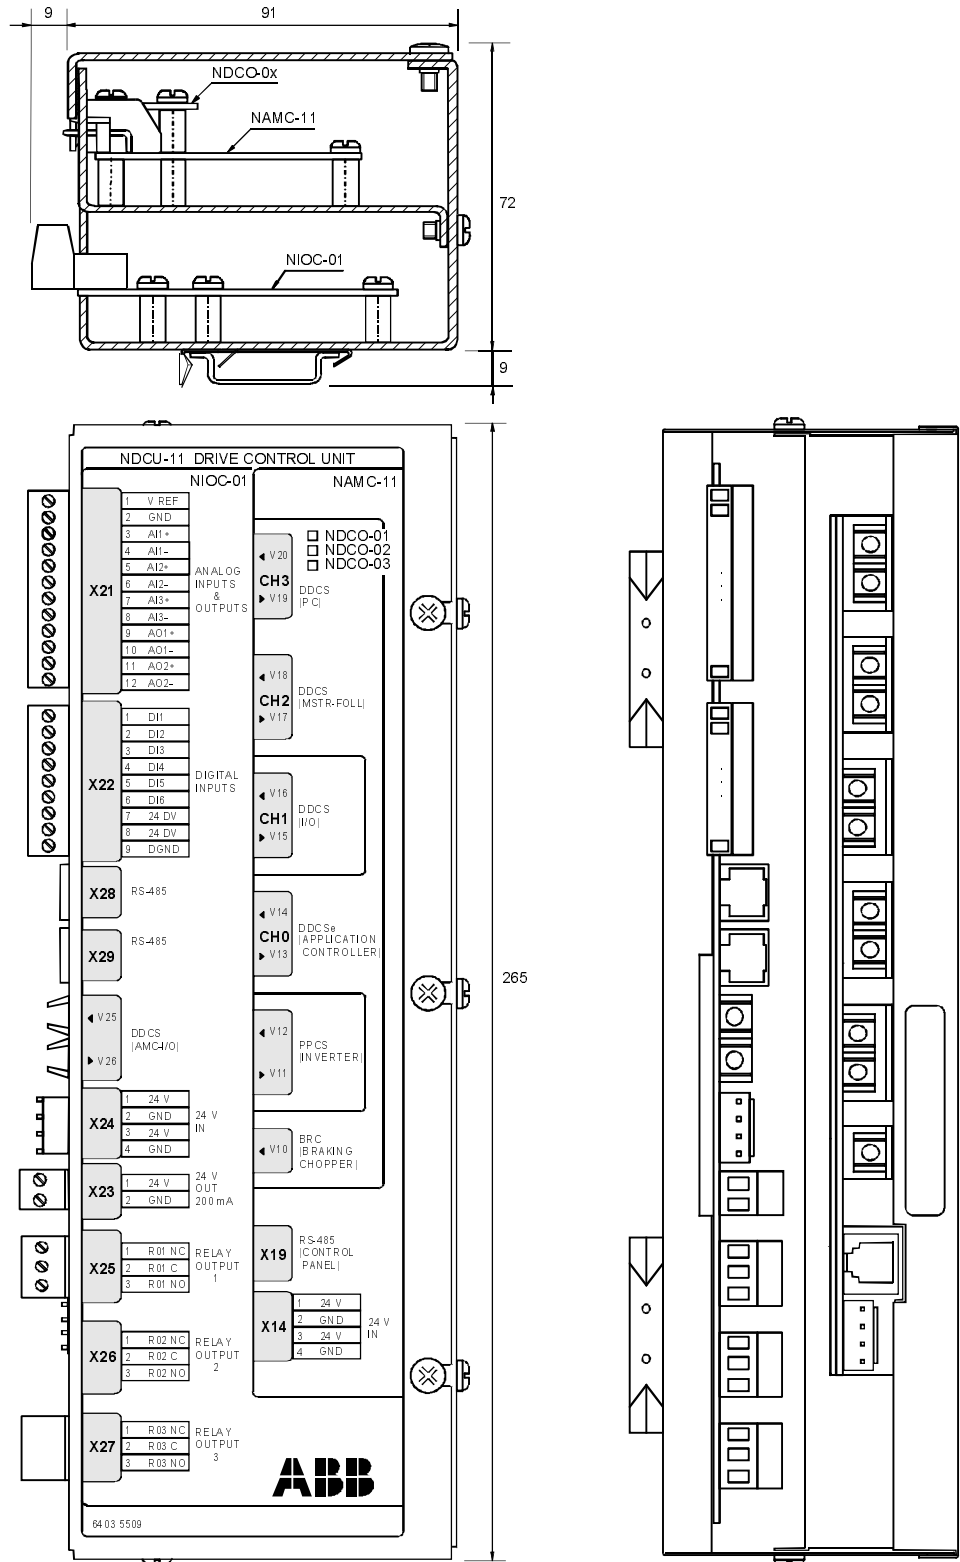 9
91
NDCO-0x
NAMC-11
72
NIOC-01
9
NDCU-11 DRIVE CONTROL UNIT
NIOC-01
NAMC-11
X21
1 V REF
2 GND
3 AI1+
4 AI1-
5 AI2+
6 AI2-
7 AI3+
8 AI3-
9 AO1+
10 AO1-
11 AO2+
12 AO2-
ANALOG
INPUTS
&
OUTPUTS
X22
1 DI1
2 DI2
3 DI3
4 DI4
5 DI5
6 DI6
7 24 DV
8 24 DV
9 DGND
DIGITAL
INPUTS
X28
RS-485
X29
RS-485
V25
V26
DDCS
|AMC-I/O|
X24
1 24 V
2 GND
3 24 V
4 GND
24 V
IN
X23
1 24 V
2 GND
24 V
OUT
200mA
X25
1 R01 NC
2 R01 C
3 R01 NO
RELAY
OUTPUT
1
X26
1 R02 NC
2 R02 C
3 R02 NO
RELAY
OUTPUT
2
X27
1 R03 NC
2 R03 C
3 R03 NO
RELAY
OUTPUT
3
NDCO-01
NDCO-02
NDCO-03
V20
CH3
V19
DDCS
|PC|
V18
CH2
V17
DDCS
|MSTR-FOLL|
V16
CH1
V15
DDCS
|I/O|
V14
CH0
V13
DDCSe
|APPLICATION
CONTROLLER|
V12
V11
PPCS
|INVERTER|
V10
BRC
|BRAKING
CHOPPER|
X19
RS-485
|CONTROL
PANEL|
X14
1 24 V
2 GND
3 24 V
4 GND
24 V
IN
ABB
6403 5509
265